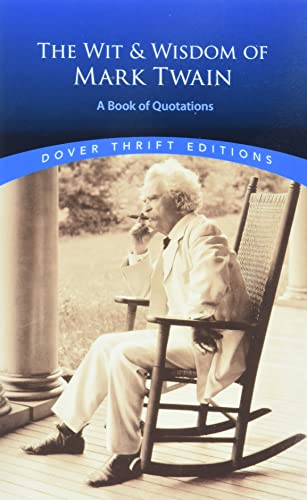 THE WIT & WISDOM OF
MARK TWAIN
A Book of Quotations
DOVER THRIFT EDITIONS